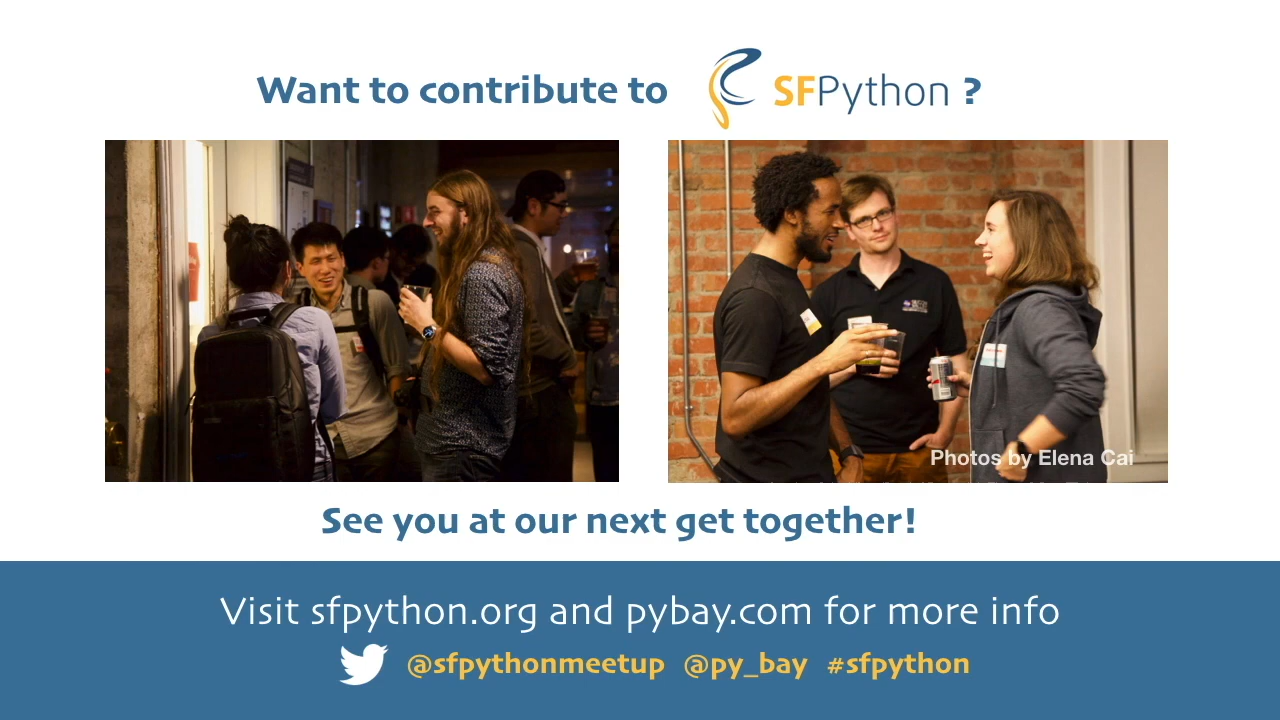 Want to contribute to SFPython ?
Photos by Elena Cai
See you at our next get together!
Visit sfpython.org and pybay.com for more info
@sfpythonmeetup @py_bay #sfpython